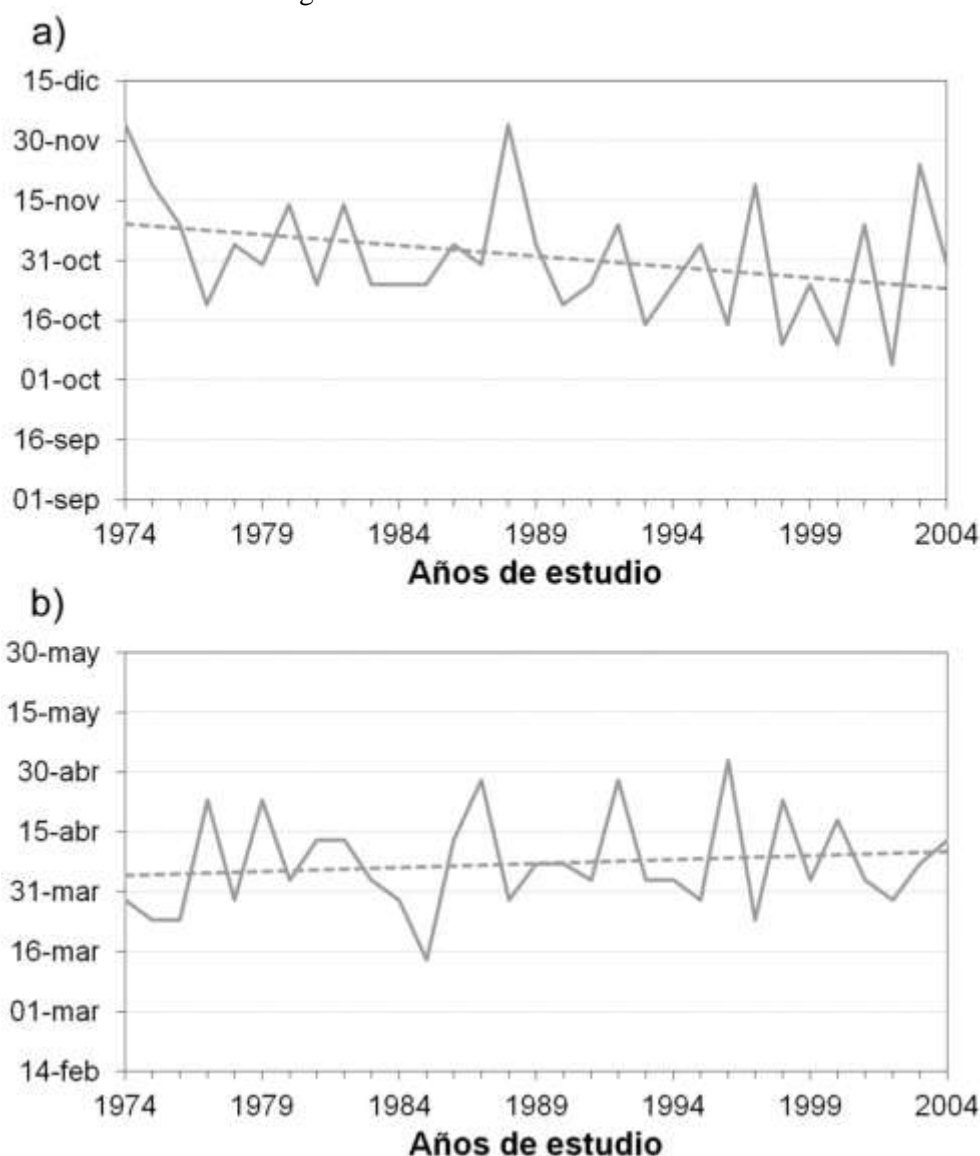 a)
15-dic
30-nov
15-nov
31-oct
16-oct
01-oct
16-sep
01-sep
1974 1979 1984 1989 1994 1999 2004
Años de estudio
b)
30-may
15-may
30-abr
15-abr
31-mar
16-mar
01-mar
14-feb
1974 1979 1984 1989 1994 1999 2004
Años de estudio